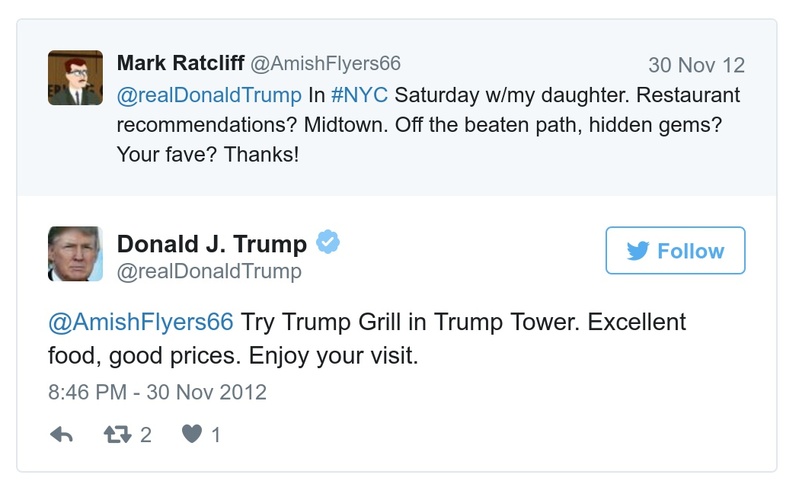 Mark Ratcliff @AmishFlyers66 30 Nov 12
@realDonaldTrump In #NYC Saturday w/my daughter. Restaurant
recommendations? Midtown. Off the beaten path, hidden gems?
Your fave? Thanks!
Donald J. Trump
@realDonaldTrump
Follow
@AmishFlyers66 Try Trump Grill in Trump Tower. Excellent
food, good prices. Enjoy your visit.
8:46 PM - 30 Nov 2012
2 1